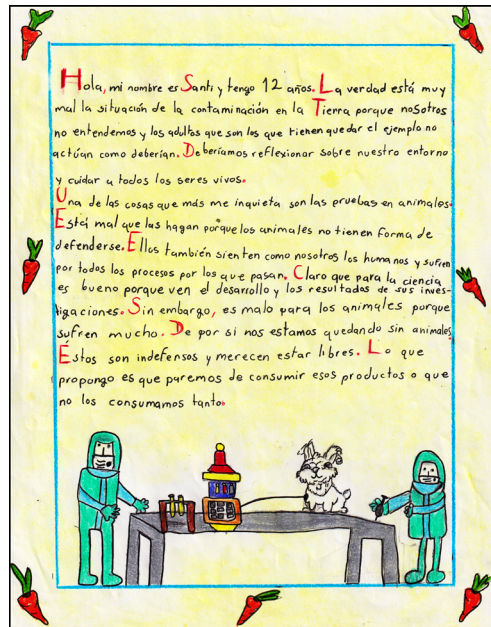 Hola, mi nombre es Santi y tengo 12 años. La verdad está muy
mal la situación de la contaminación en la Tierra porque nosotros
no entendemos y los adultos que son los que tienen que dar el ejemplo no
actúan como deberían. Deberíamos reflexionar sobre nuestro entorno
y cuidar a todos los seres vivos.
Una de las cosas que más me inquieta son las pruebas en animales.
Está mal que las hagan porque los animales no tienen forma de
defenderse. Ellos también sienten como nosotros los humanos y sufren
por todos los procesos por los que pasan. Claro que para la ciencia
es bueno porque ven el desarrollo y los resultados de sus inves-
tigaciones. Sin embargo, es malo para los animales porque
sufren mucho. De por si nos estamos quedando sin animales.
Éstos son indefensos y merecen estar libres. Lo que
propongo es que paremos de consumir esos productos o que
no los consumamos tanto.